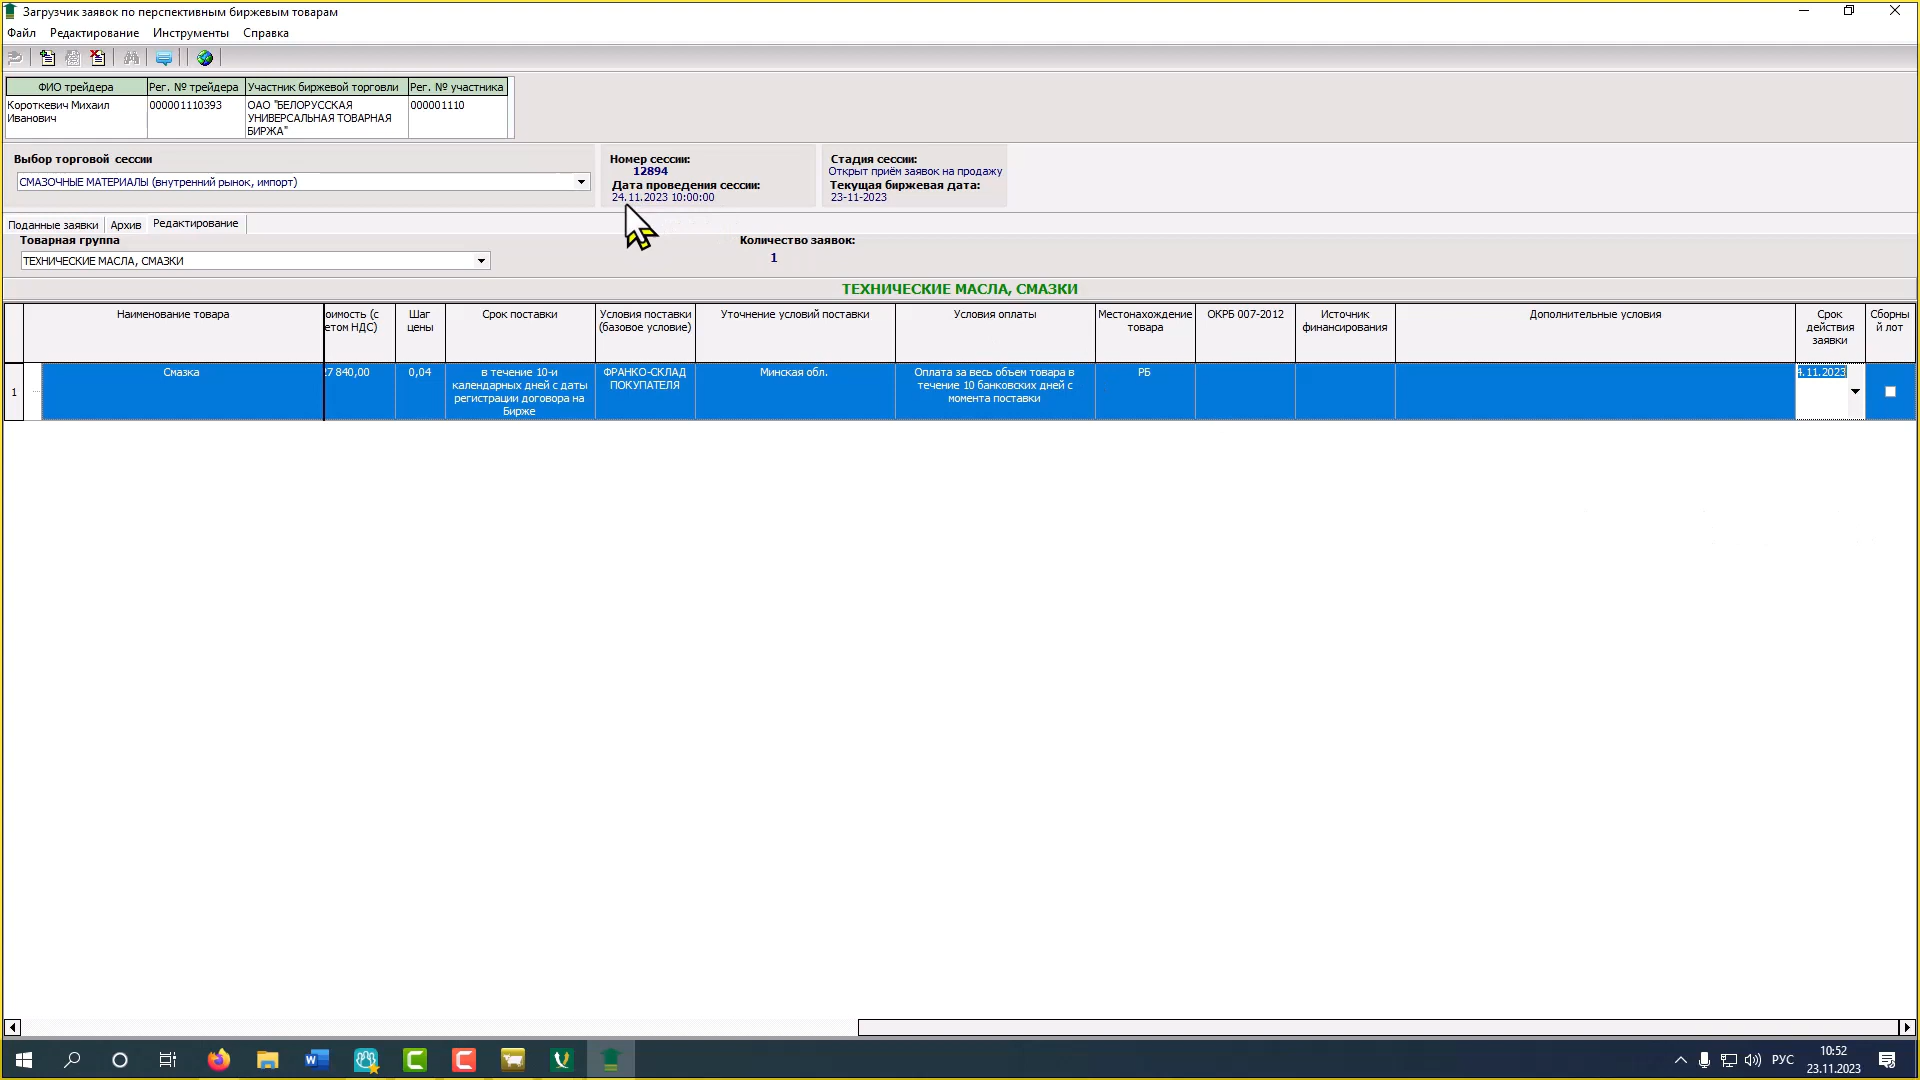 Загрузчик заявок по перспективным биржевым товарам
Файл Редактирование Инструменты Справка
ФИО трейдера Рег. № трейдера Участник биржевой торговли Рег. № участника
Короткевич Михаил Иванович 000001110393 ОАО "БЕЛОРУССКАЯ УНИВЕРСАЛЬНАЯ ТОВАРНАЯ БИРЖА" 000001110
Выбор торговой сессии
СМАЗОЧНЫЕ МАТЕРИАЛЫ (внутренний рынок, импорт)
Номер сессии:
12894
Дата проведения сессии:
24.11.2023 10:00:00
Стадия сессии:
Открыт приём заявок на продажу
Текущая биржевая дата:
23-11-2023
Поданные заявки Архив Редактирование
Товарная группа
ТЕХНИЧЕСКИЕ МАСЛА, СМАЗКИ
Количество заявок:
1
ТЕХНИЧЕСКИЕ МАСЛА, СМАЗКИ
Наименование товара
оимость (с
етом НДС)
Шаг
цены
Срок поставки
Условия поставки
(базовое условие)
Уточнение условий поставки
Условия оплаты
Местонахождение
товара
ОКРБ 007-2012
Источник
финансирования
Дополнительные условия
Срок
действия
заявки
Сборны
й лот
1
Смазка
7 840,00
0,04
в течение 10-и
календарных дней с даты
регистрации договора на
Бирже
ФРАНКО-СКЛАД
ПОКУПАТЕЛЯ
Минская обл.
Оплата за весь объем товара в
течение 10 банковских дней с
момента поставки
РБ
4.11.2023
РУС
10:52
23.11.2023